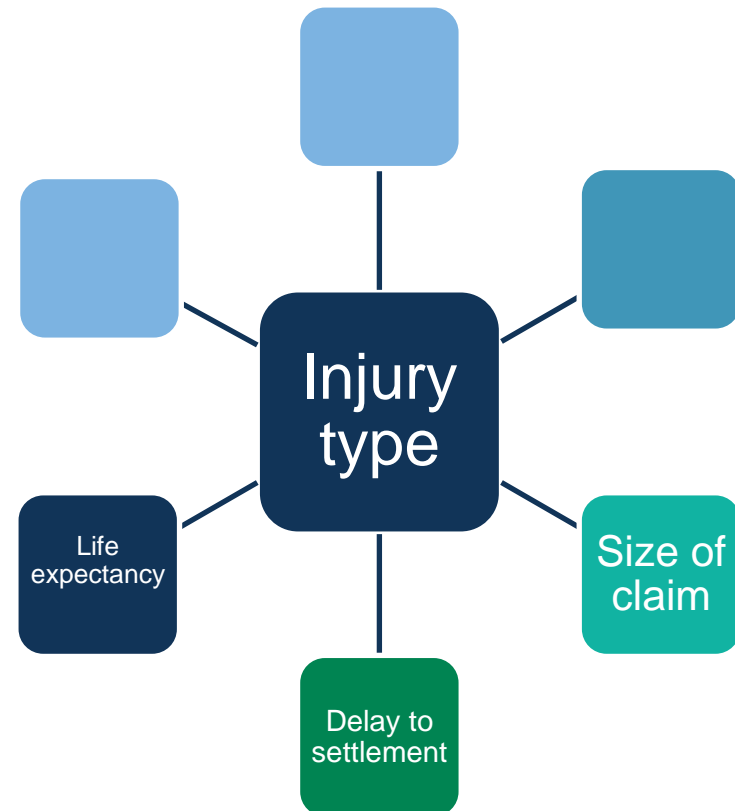 Injury
type
Life
expectancy
Size of
claim
Delay to
settlement